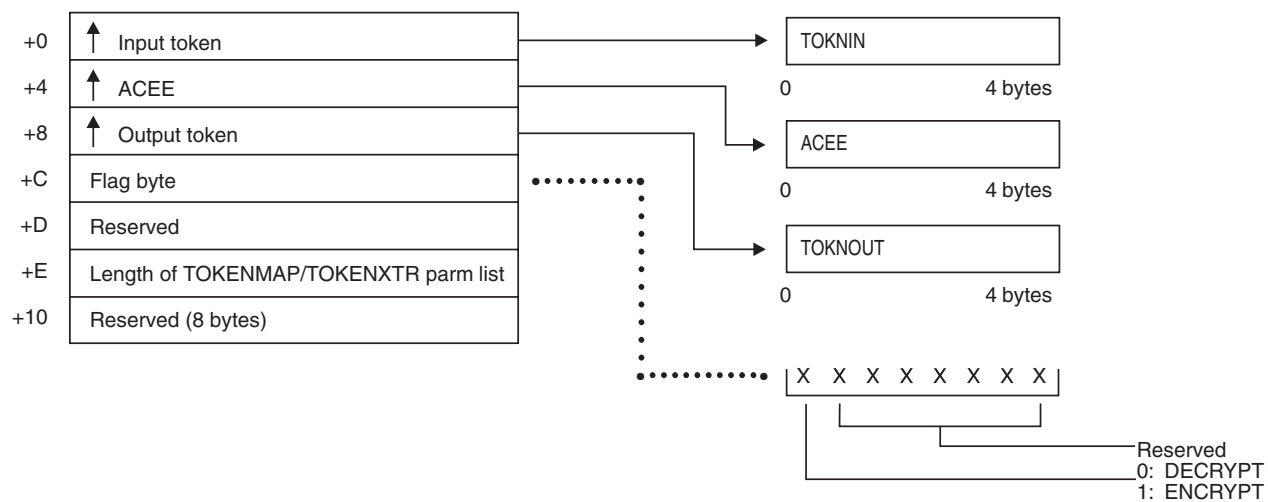 +0 Input token
+4 ACEE
+8 Output token
+C Flag byte
+D Reserved
+E Length of TOKENMAP/TOKENXTR parm list
+10 Reserved (8 bytes)
TOKNIN
0 4 bytes
ACEE
0 4 bytes
TOKNOUT
0 4 bytes
X X X X X X X X
Reserved
0: DECRYPT
1: ENCRYPT